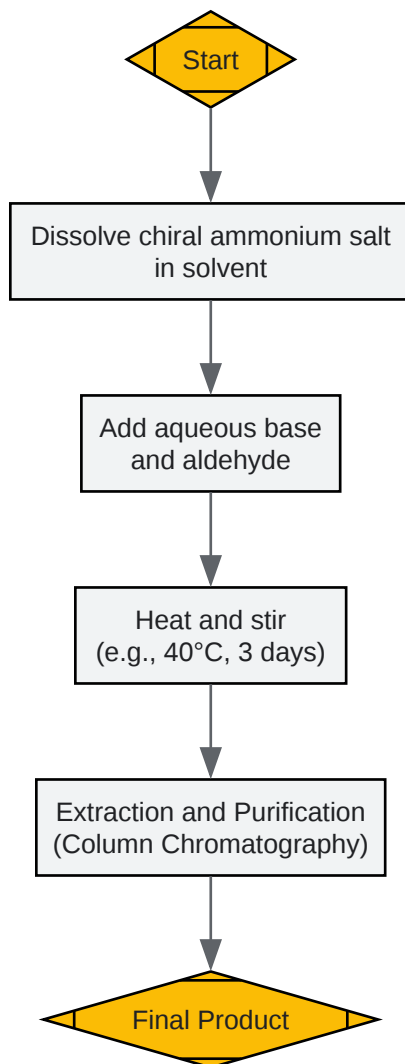 Start
Dissolve chiral ammonium salt
in solvent
Add aqueous base
and aldehyde
Heat and stir
(e.g., 40°C, 3 days)
Extraction and Purification
(Column Chromatography)
Final Product